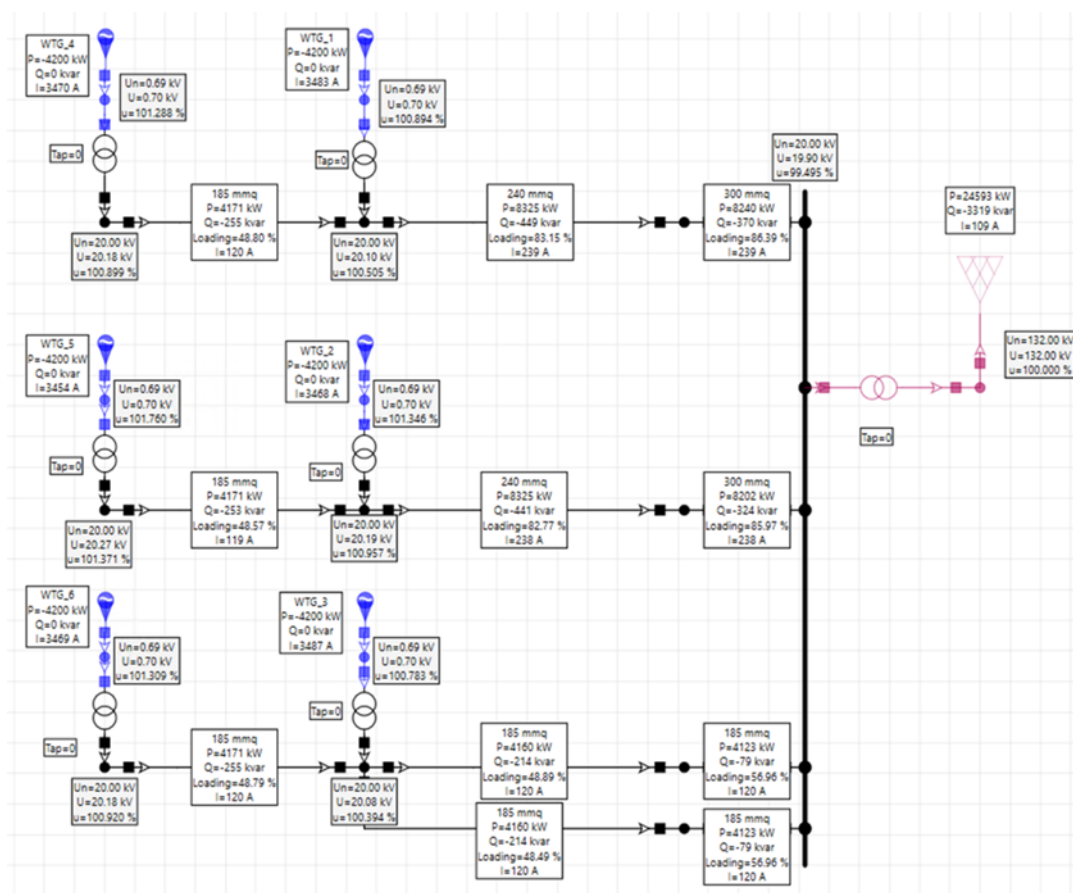 WTG_4
P=-4200 kW
Q=0 kvar
I=3470 A
Un=0.69 kV
U=0.70 kV
u=101.288 %
Tap=0
WTG_1
P=-4200 kW
Q=0 kvar
I=3483 A
Un=0.69 kV
U=0.70 kV
u=100.894 %
Tap=0
Un=20.00 kV
U=19.90 kV
u=99.495 %
185 mmq
P=4171 kW
Q=-255 kvar
Loading=48.80 %
I=120 A
240 mmq
P=8325 kW
Q=-449 kvar
Loading=83.15 %
I=239 A
300 mmq
P=8240 kW
Q=-370 kvar
Loading=86.39 %
I=239 A
P=24593 kW
Q=-3319 kvar
I=109 A
Un=20.00 kV
U=20.18 kV
u=100.899 %
Un=20.00 kV
U=20.10 kV
u=100.505 %
Un=132.00 kV
U=132.00 kV
u=100.000 %
Tap=0
WTG_5
P=-4200 kW
Q=0 kvar
I=3454 A
Un=0.69 kV
U=0.70 kV
u=101.760 %
Tap=0
WTG_2
P=-4200 kW
Q=0 kvar
I=3468 A
Un=0.69 kV
U=0.70 kV
u=101.346 %
Tap=0
185 mmq
P=4171 kW
Q=-253 kvar
Loading=48.57 %
I=119 A
240 mmq
P=8325 kW
Q=-441 kvar
Loading=82.77 %
I=238 A
300 mmq
P=8202 kW
Q=-324 kvar
Loading=85.97 %
I=238 A
Un=20.00 kV
U=20.27 kV
u=101.371 %
Un=20.00 kV
U=20.19 kV
u=100.957 %
WTG_6
P=-4200 kW
Q=0 kvar
I=3469 A
Un=0.69 kV
U=0.70 kV
u=101.309 %
Tap=0
WTG_3
P=-4200 kW
Q=0 kvar
I=3487 A
Un=0.69 kV
U=0.70 kV
u=100.783 %
Tap=0
185 mmq
P=4171 kW
Q=-255 kvar
Loading=48.79 %
I=120 A
185 mmq
P=4160 kW
Q=-214 kvar
Loading=48.89 %
I=120 A
185 mmq
P=4123 kW
Q=-79 kvar
Loading=56.96 %
I=120 A
Un=20.00 kV
U=20.18 kV
u=100.920 %
Un=20.00 kV
U=20.08 kV
u=100.394 %
185 mmq
P=4160 kW
Q=-214 kvar
Loading=48.49 %
I=120 A
185 mmq
P=4123 kW
Q=-79 kvar
Loading=56.96 %
I=120 A